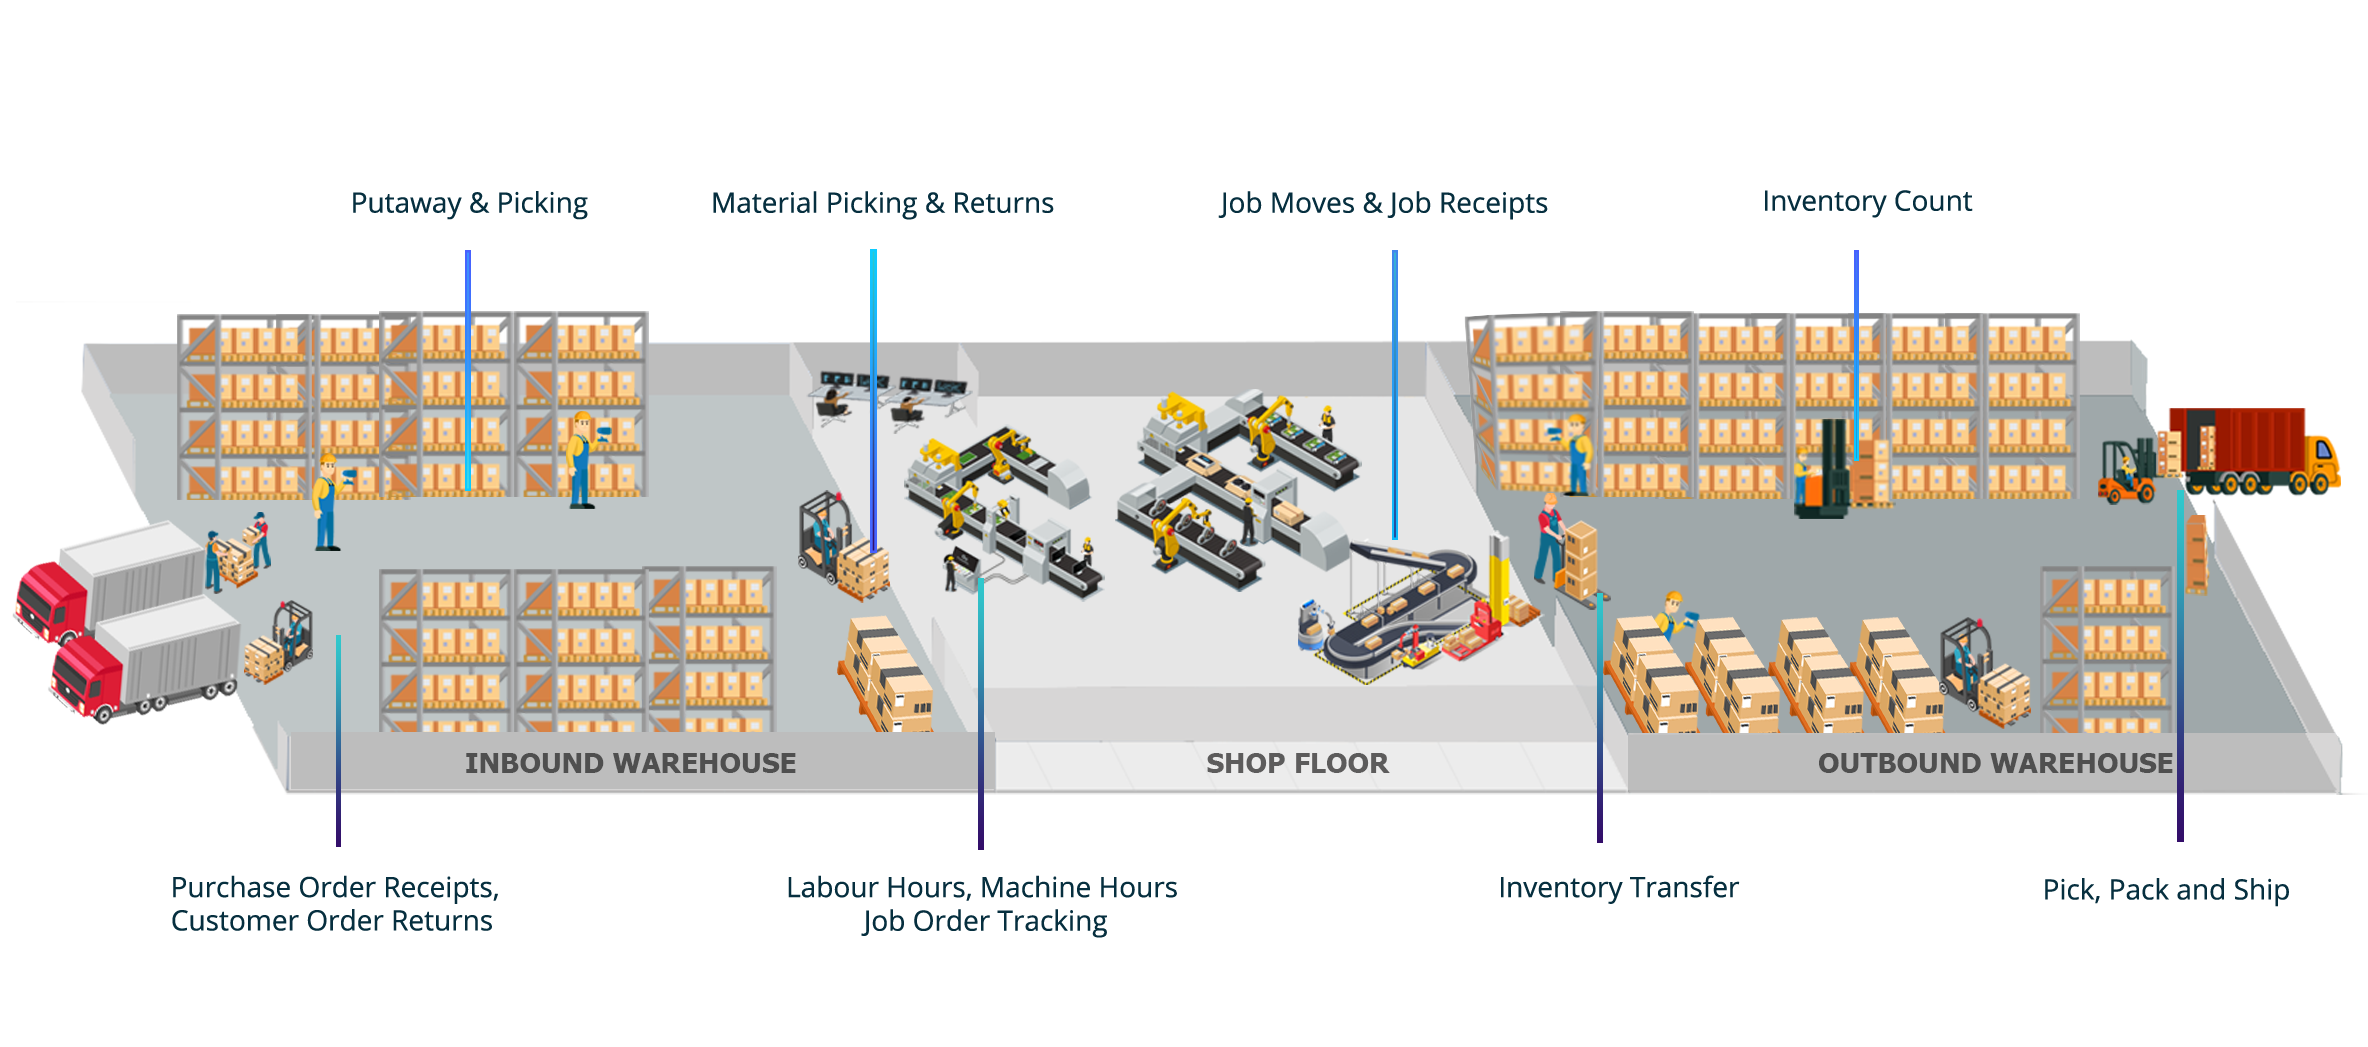 Putaway & Picking
Material Picking & Returns
Job Moves & Job Receipts
Inventory Count
INBOUND WAREHOUSE
SHOP FLOOR
OUTBOUND WAREHOUSE
Purchase Order Receipts,
Customer Order Returns
Labour Hours, Machine Hours
Job Order Tracking
Inventory Transfer
Pick, Pack and Ship